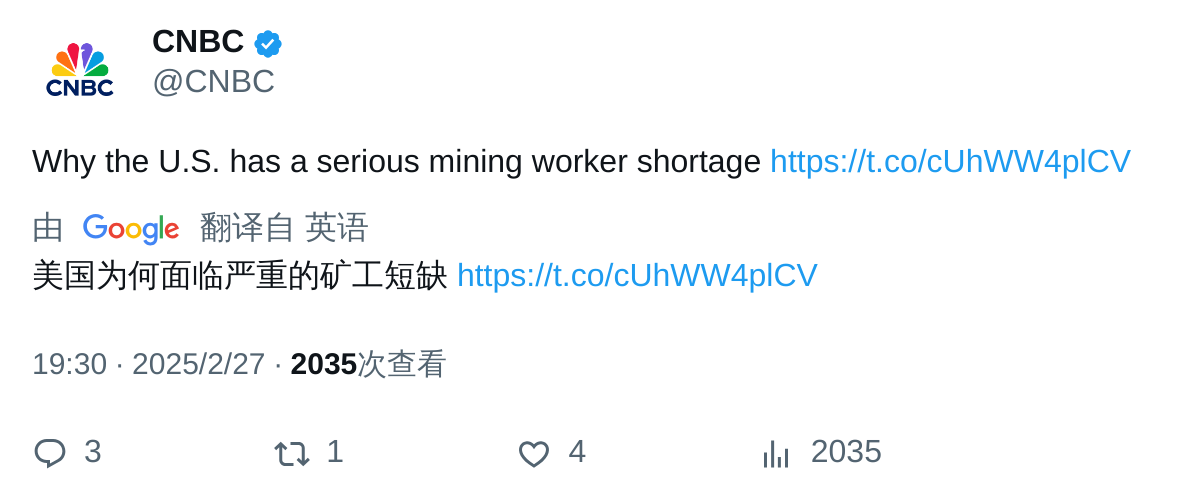 CNBC
CNBC
@CNBC
Why the U.S. has a serious mining worker shortage https://t.co/cUhWW4plCV
由 Google 翻译自 英语
美国为何面临严重的矿工短缺 https://t.co/cUhWW4plCV
19:30 · 2025/2/27 · 2035次查看
3 1 4 2035